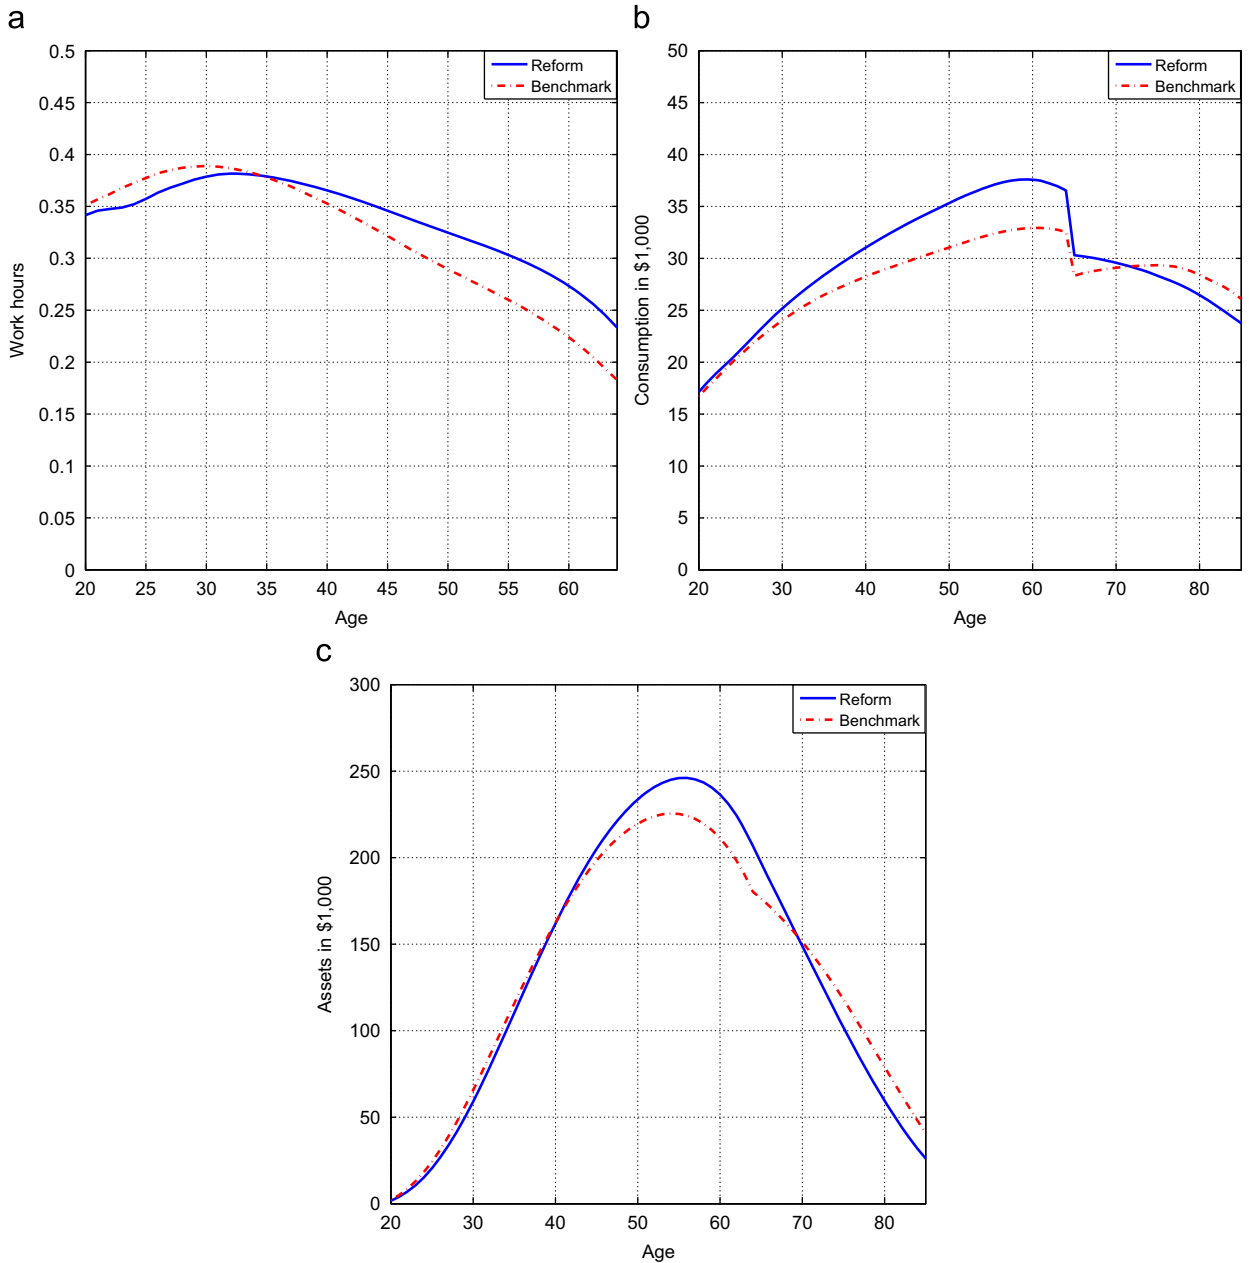 a
0.5
0.45
0.4
0.35
0.3
0.25
0.2
0.15
0.1
0.05
0
Work hours
20 25 30 35 40 45 50 55 60
Age
Reform
Benchmark
b
50
45
40
35
30
25
20
15
10
5
0
Consumption in $1,000
20 30 40 50 60 70 80
Age
Reform
Benchmark
c
300
250
200
150
100
50
0
Assets in $1,000
20 30 40 50 60 70 80
Age
Reform
Benchmark